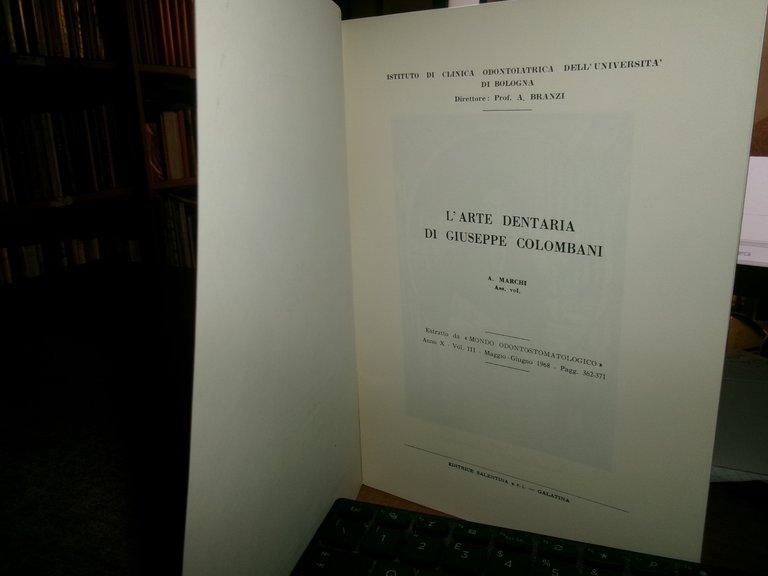 ISTITUTO DI CLINICA ODONTOIATRICA DELL'UNIVERSITA'
DI BOLOGNA
Direttore: Prof. A. BRANZI
L'ARTE DENTARIA
DI GIUSEPPE COLOMBANI
A. MARCHI
Ass. vol.
Estratto da «MONDO ODONTOSTOMATOLOGICO»
Anno X - Vol. III - Maggio-Giugno 1968 - Pagg. 362-371
EDITRICE SALENTINA s.r.l. — GALATINA